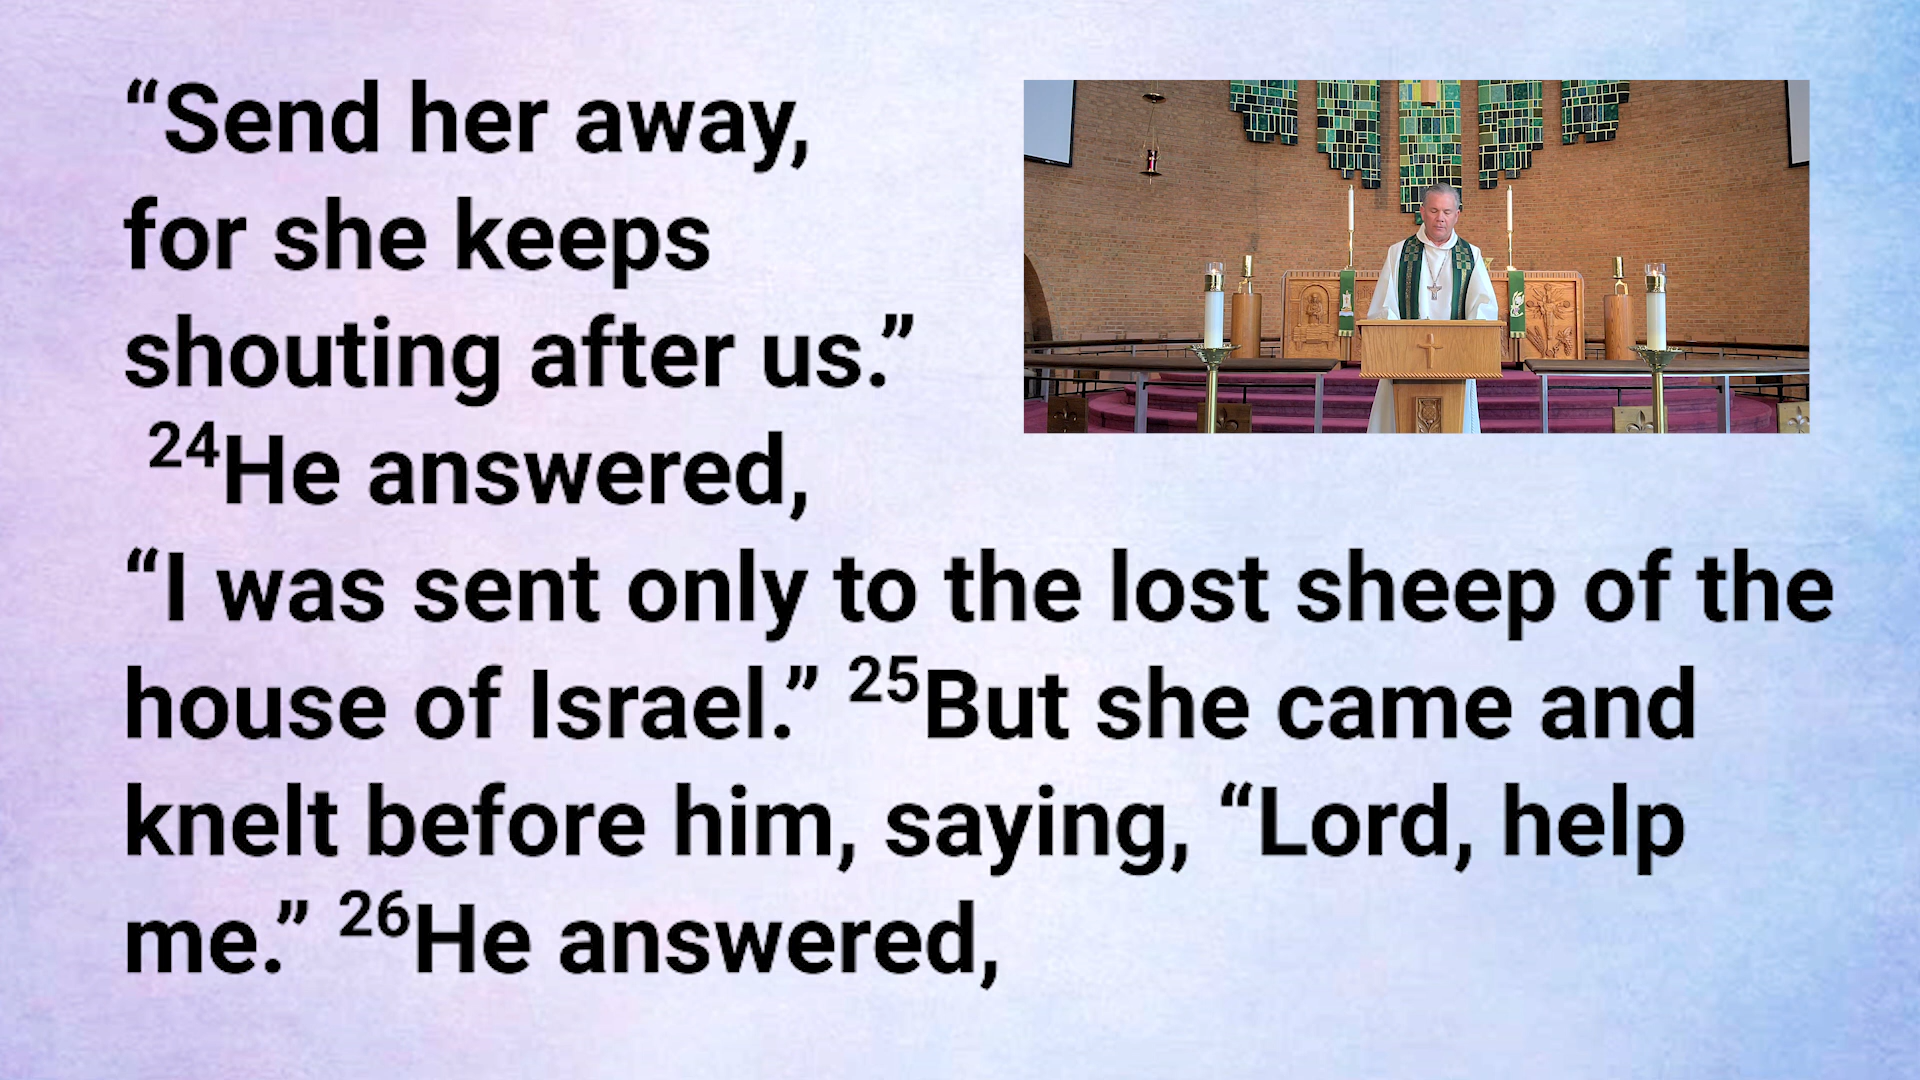 “Send her away,
for she keeps
shouting after us.”
24He answered,
“I was sent only to the lost sheep of the
house of Israel.” 25But she came and
knelt before him, saying, “Lord, help
me.” 26He answered,